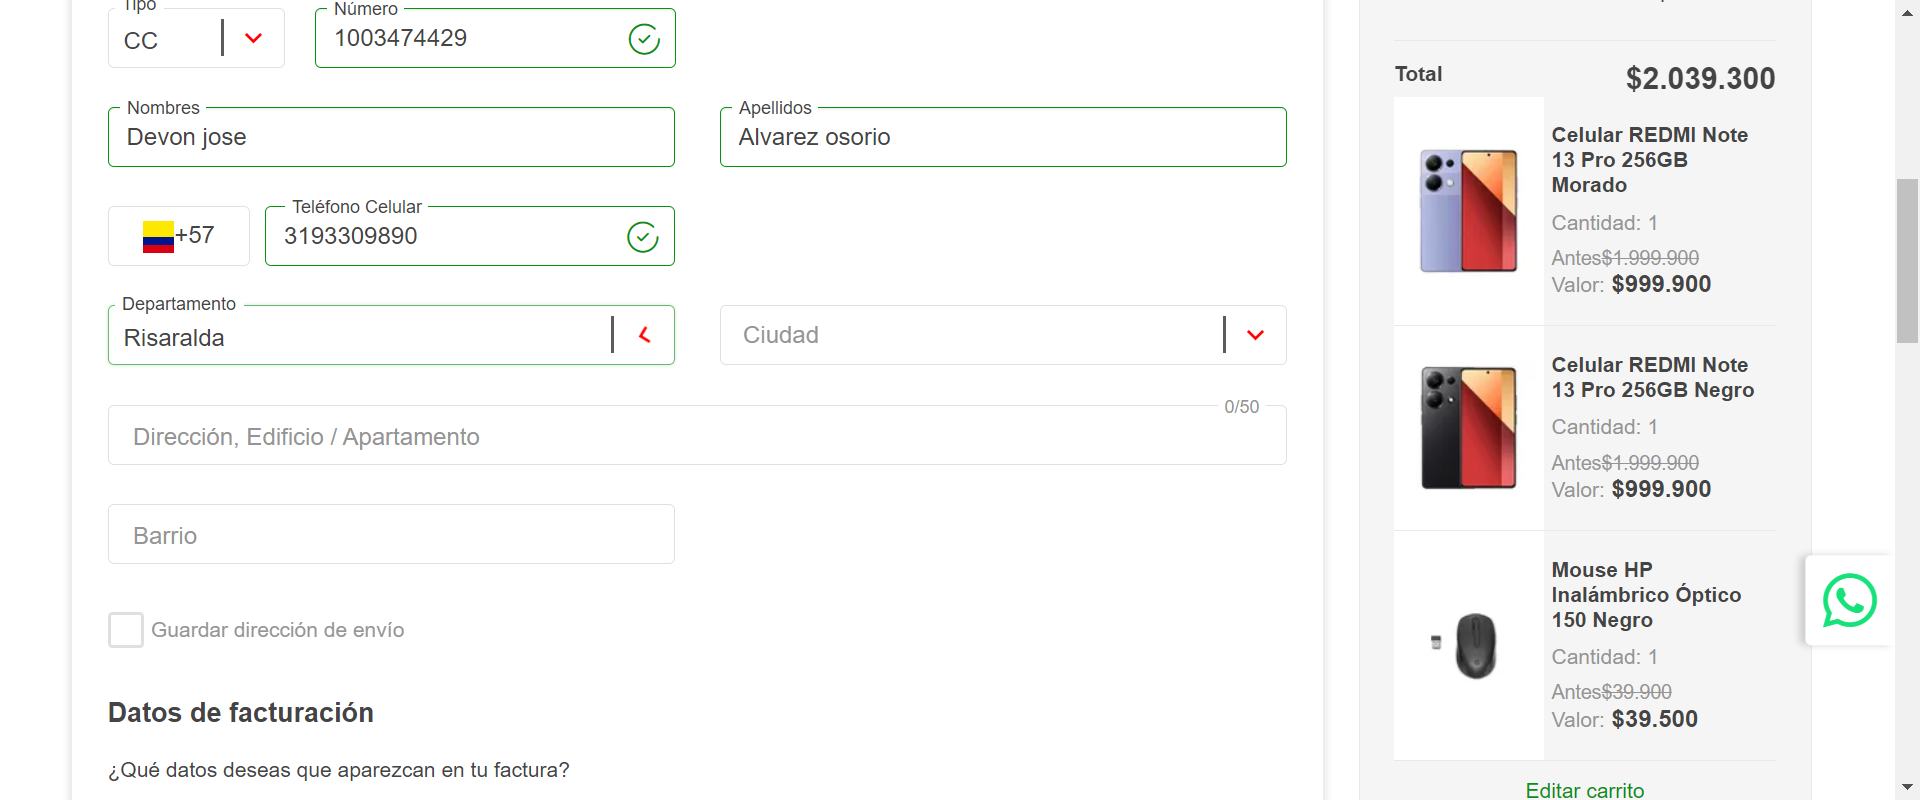 Tipo
CC
Número
1003474429
Nombres
Devon jose
Apellidos
Alvarez osorio
+57
Teléfono Celular
3193309890
Departamento
Risaralda
Ciudad
0/50
Dirección, Edificio / Apartamento
Barrio
Guardar dirección de envío
Datos de facturación
¿Qué datos deseas que aparezcan en tu factura?
Total
$2.039.300
Celular REDMI Note
13 Pro 256GB
Morado
Cantidad: 1
Antes$1.999.900
Valor: $999.900
Celular REDMI Note
13 Pro 256GB Negro
Cantidad: 1
Antes$1.999.900
Valor: $999.900
Mouse HP
Inalámbrico Óptico
150 Negro
Cantidad: 1
Antes$39.900
Valor: $39.500
Editar carrito